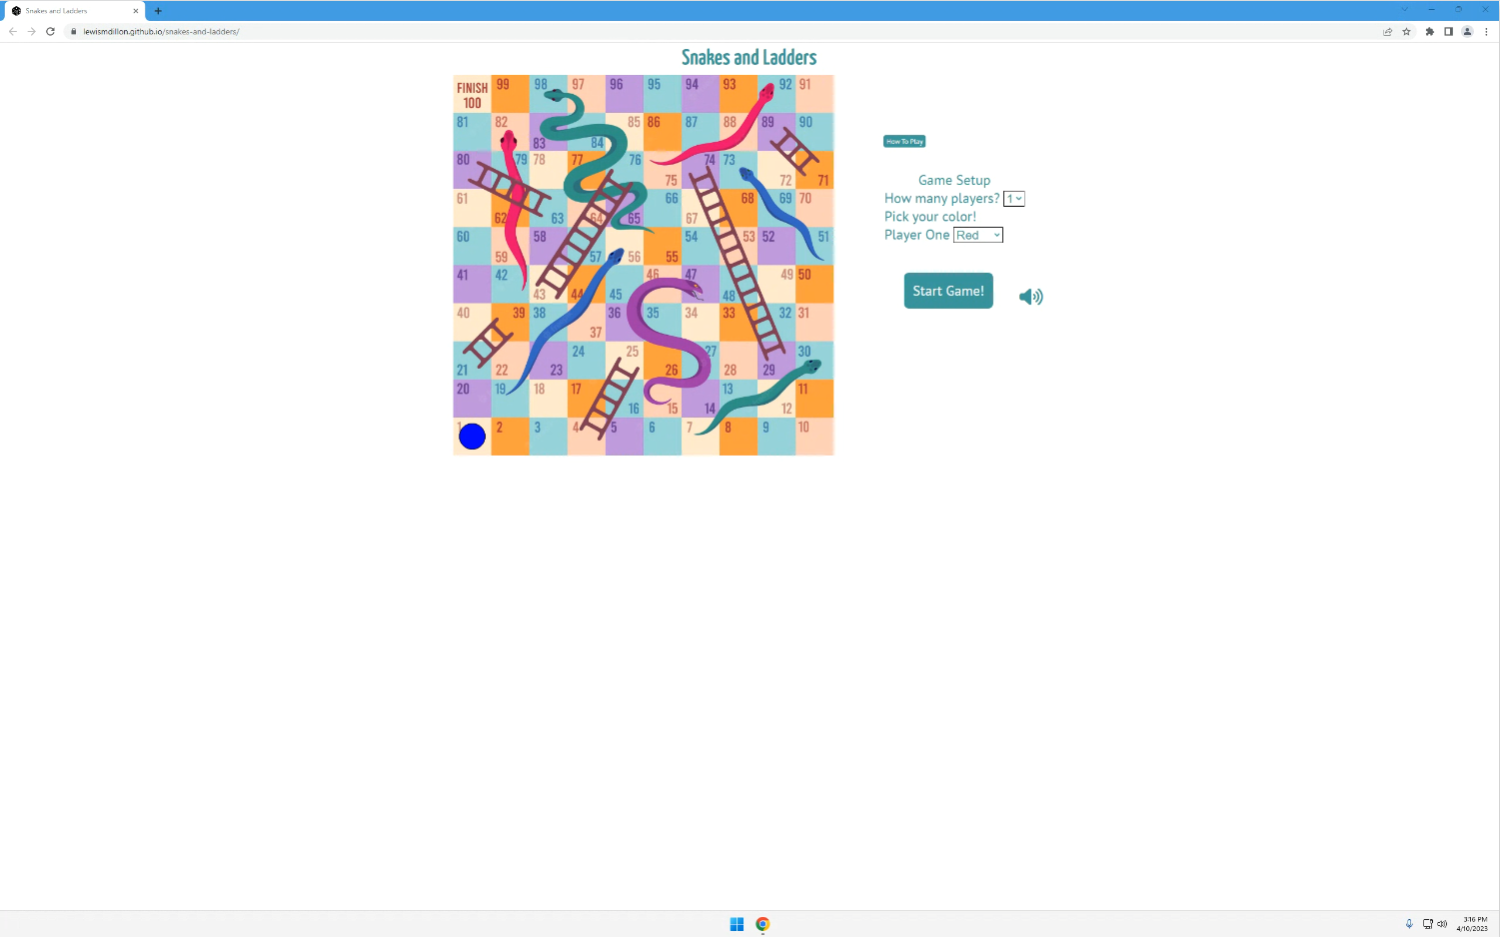 Snakes and Ladders
lewismdillon.github.io/snakes-and-ladders/
Snakes and Ladders
FINISH 99 98 97 96 95 94 93 92 91
100
81 82 83 84 85 86 87 88 89 90
80 79 78 77 76 75 74 73 72 71
61 62 63 64 65 66 67 68 69 70
60 59 58 57 56 55 54 53 52 51
41 42 43 44 45 46 47 48 49 50
40 39 38 37 36 35 34 33 32 31
21 22 23 24 25 26 27 28 29 30
20 19 18 17 16 15 14 13 12 11
1 2 3 4 5 6 7 8 9 10
How To Play
Game Setup
How many players? 1
Pick your color!
Player One Red
Start Game!
3:16 PM
4/10/2023